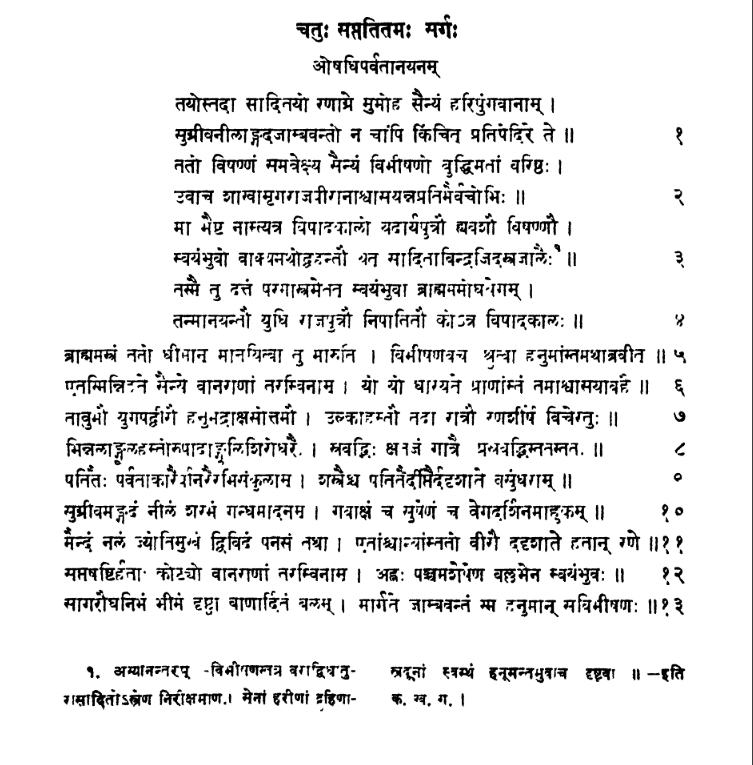 चतुः सप्ततितमः सर्गः
ओषधिपर्वतानयनम्
तयोस्तदा सादितयो रणाग्रे मुमोह सैन्यं हरिपुंगवानाम् ।
सुग्रीवनीलाङ्गदजाम्बवन्तो न चापि किंचित् प्रतिपेदिरे ते ॥ १
ततो विषण्णं समवेक्ष्य सैन्यं विभीषणो बुद्धिमतां वरिष्ठः ।
उवाच शाखामृगराजवीरानाश्वासयन्नप्रतिमैर्वचोभिः ॥ २
मा भैष्ट नास्त्यत्र विषादकालो यदार्यपुत्रौ ह्यवशौ विषण्णौ ।
स्वयंभुवो वाक्यमथोद्वहन्तौ यत् सादिताविन्द्रजिदस्त्रजालैः¹ ॥ ३
तस्मै तु दत्तं परमास्त्रमेतत् स्वयंभुवा ब्राह्मममोघवेगम् ।
तन्मानयन्तौ युधि राजपुत्रौ निपातितौ कोऽत्र विषादकालः ॥ ४
ब्राह्ममस्त्रं ततो धीमान् मानयित्वा तु मारुतिः । विभीषणवचः श्रुत्वा हनुमांस्तमथाब्रवीत् ॥ ५
एतस्मिन्निहते सैन्ये वानराणां तरस्विनाम् । यो यो धारयते प्राणांस्तं तमाश्वासयावहै ॥ ६
तावुभौ युगपद्वीरौ हनुमद्राक्षसोत्तमौ । उल्काहस्तौ तदा रात्रौ रणशीर्षे विचेरतुः ॥ ७
भिन्नलाङ्गूलहस्तोरुपादाङ्गुलिशिरोधरैः । स्रवद्भिः क्षतजं गात्रैः प्रस्रवद्भिस्ततस्ततः ॥ ८
पतितैः पर्वताकारैर्वानरैरभिसंकुलाम् । शस्त्रैश्च पतितैर्दीप्तैर्ददृशाते वसुंधराम् ॥ ९
सुग्रीवमङ्गदं नीलं शरभं गन्धमादनम् । गवाक्षं च सुषेणं च वेगदर्शिनमाहुकम् ॥ १०
मैन्दं नलं ज्योतिमुखं द्विविदं पनसं तथा । एतांश्चान्यांस्ततो वीरौ ददृशाते हतान् रणे ॥ ११
सप्तषष्टिर्हताः कोट्यो वानराणां तरस्विनाम् । अह्नः पञ्चमशेषेण वल्लभेन स्वयंभुवः ॥ १२
सागरौघनिभं भीमं दृष्ट्वा बाणार्दितं बलम् । मार्गते जाम्बवन्तं स्म हनुमान् सविभीषणः ॥ १३
१. अस्यानन्तरम् -विभीषणस्तत्र
रासादितोऽस्त्रेण निरीक्षमाणः। सेनां हरीणां द्रुहिणा-
स्त्रदूनां स्वस्थं हनूमन्तमुवाच दृष्ट्वा ॥ —इति
क. ख. ग. ।